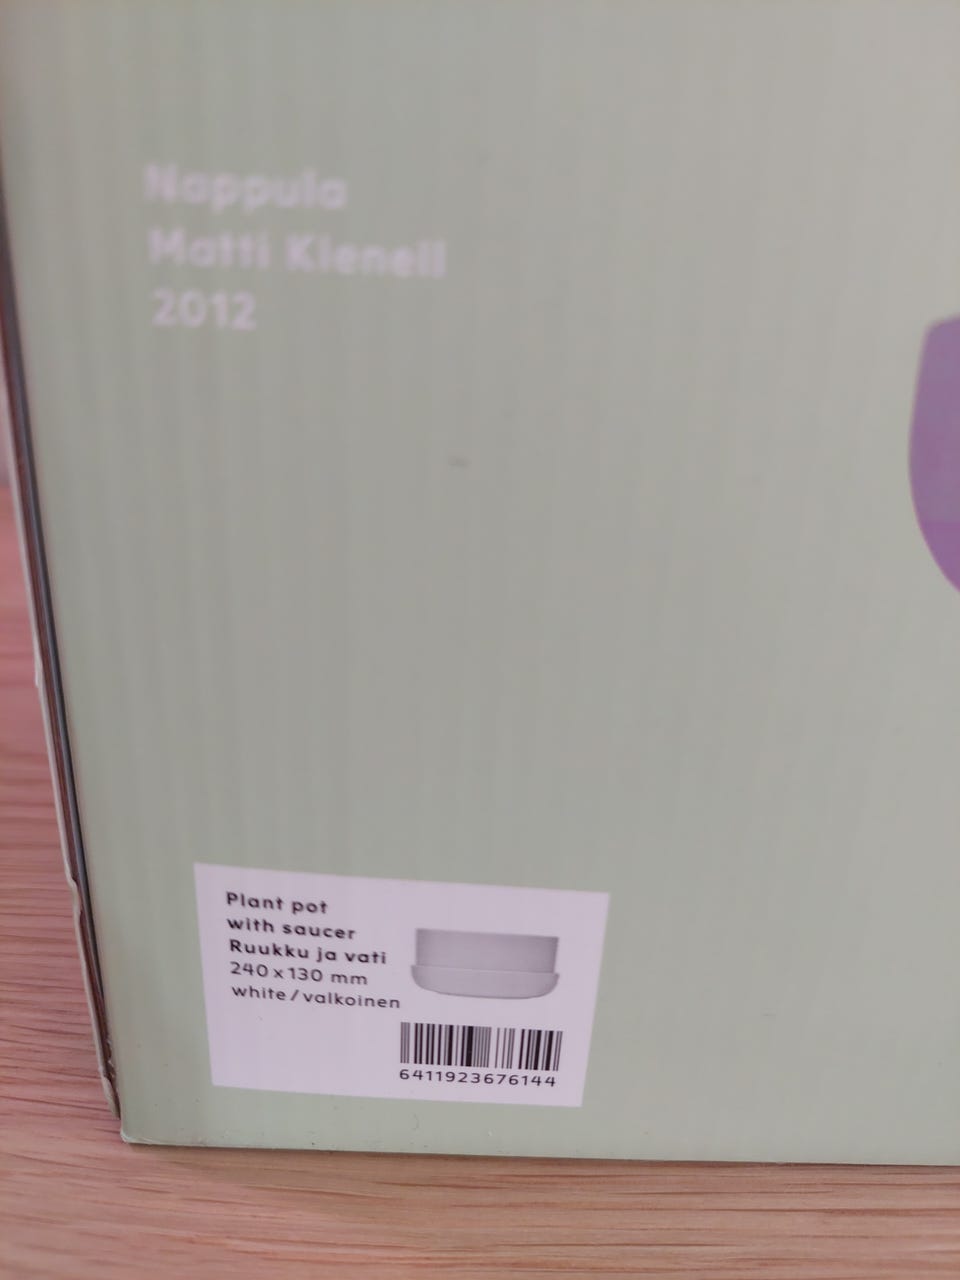 Nappula
Matti Klenell
2012
Plant pot
with saucer
Ruukku ja vati
240 x 130 mm
white / valkoinen
6411923676144